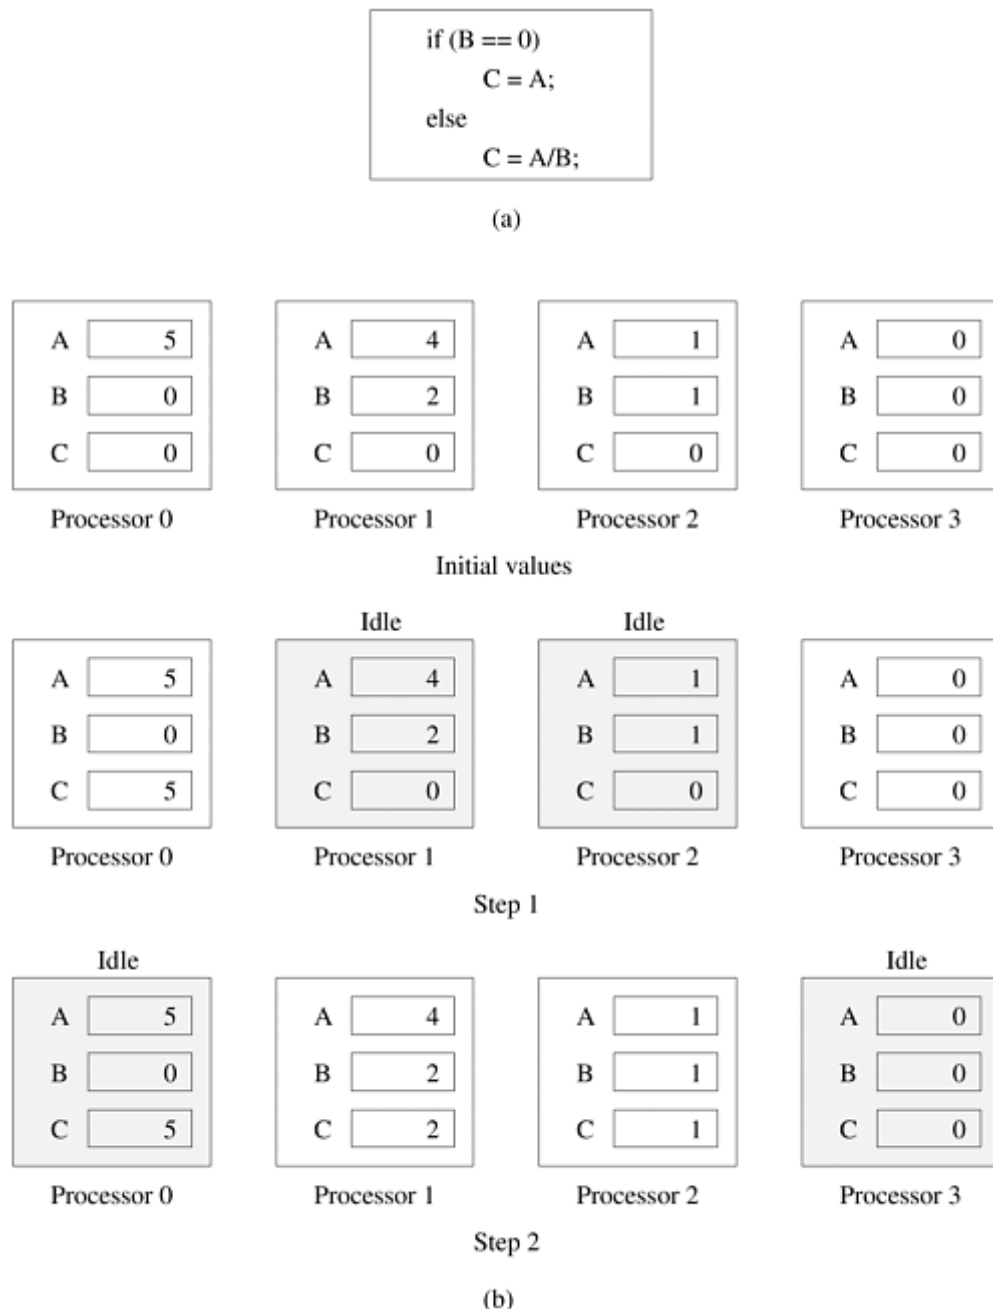 if (B == 0)
C = A;
else
C = A/B;
(a)
A 5 A 4 A 1 A 0
B 0 B 2 B 1 B 0
C 0 C 0 C 0 C 0
Processor 0 Processor 1 Processor 2 Processor 3
Initial values
Idle Idle
A 5 A 4 A 1 A 0
B 0 B 2 B 1 B 0
C 5 C 0 C 0 C 0
Processor 0 Processor 1 Processor 2 Processor 3
Step 1
Idle Idle
A 5 A 4 A 1 A 0
B 0 B 2 B 1 B 0
C 5 C 2 C 1 C 0
Processor 0 Processor 1 Processor 2 Processor 3
Step 2
(b)